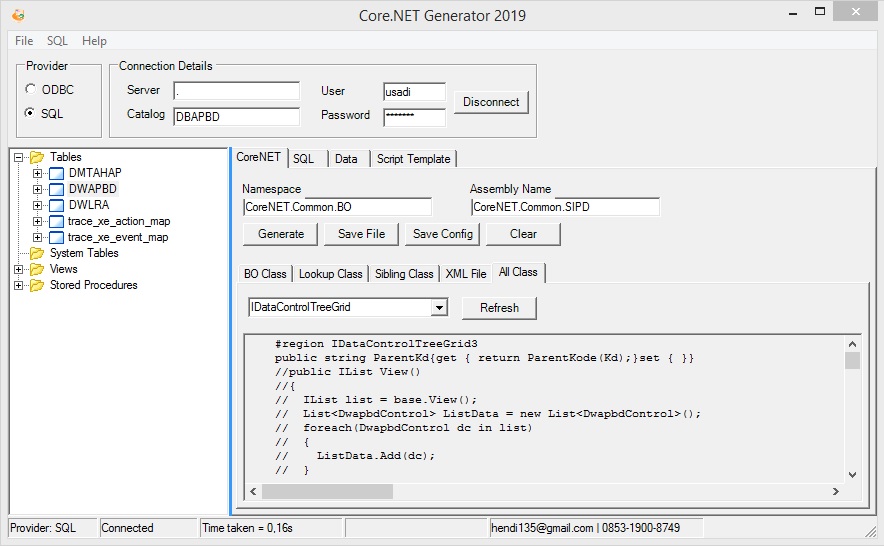 Core.NET Generator 2019
File SQL Help
Provider
ODBC
SQL
Connection Details
Server .
Catalog DBAPBD
User usadi
Password *******
Disconnect
Tables
DMTAHAP
DWAPBD
DWLRA
trace_xe_action_map
trace_xe_event_map
System Tables
Views
Stored Procedures
CoreNET SQL Data Script Template
Namespace Assembly Name
CoreNET.Common.BO CoreNET.Common.SIPD
Generate Save File Save Config Clear
BO Class Lookup Class Sibling Class XML File All Class
IDataControlTreeGrid Refresh
#region IDataControlTreeGrid3
public string ParentKd{get { return ParentKode(Kd);}set { }}
//public IList View()
//{
//  IList list = base.View();
//  List<DwapbdControl> ListData = new List<DwapbdControl>();
//  foreach(DwapbdControl dc in list)
//  {
//    ListData.Add(dc);
//  }
Provider: SQL Connected Time taken = 0,16s hendi135@gmail.com | 0853-1900-8749